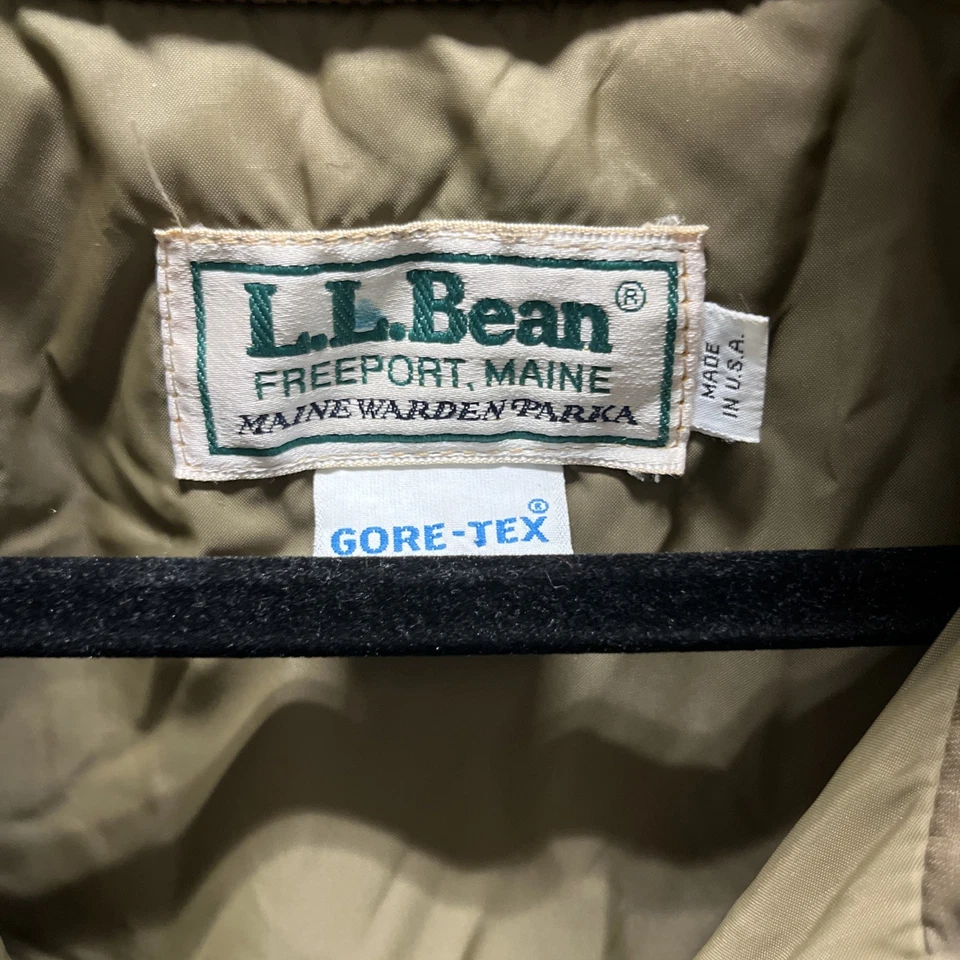 L.L.Bean®
FREEPORT, MAINE
MAINE WARDEN PARKA
MADE
IN U.S.A.
GORE-TEX®